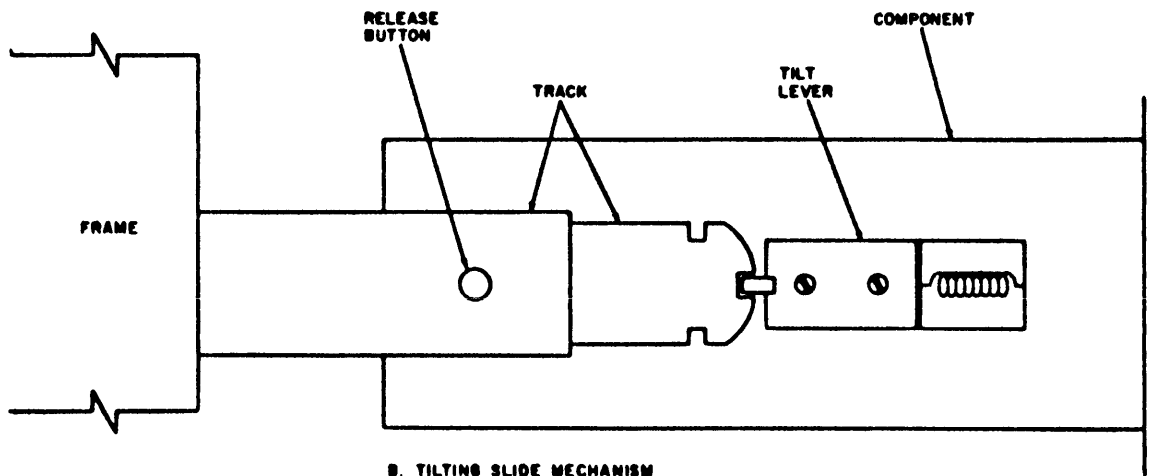 RELEASE
BUTTON
COMPONENT
TRACK
TILT
LEVER
FRAME
B. TILTING SLIDE MECHANISM